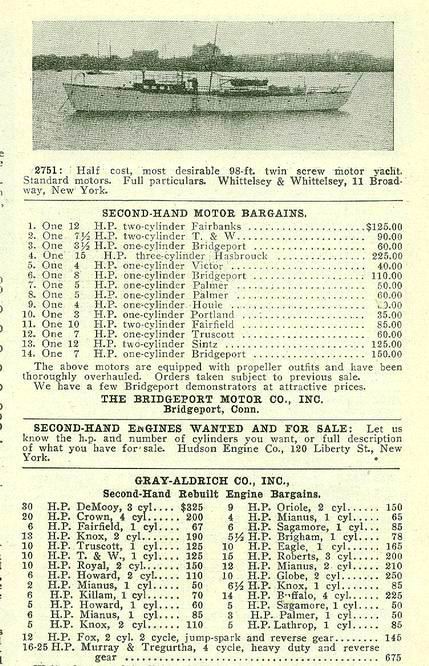 2751: Half cost, most desirable 98-ft. twin screw motor yacht.
Standard motors. Full particulars. Whittelsey & Whittelsey, 11 Broad-
way, New York.
SECOND-HAND MOTOR BARGAINS.
1. One 12 H.P. two-cylinder Fairbanks ............ $125.00
2. One 7½ H.P. two-cylinder T. & W. ............ 90.00
3. One 3½ H.P. one-cylinder Bridgeport ............ 60.00
4. One 15 H.P. three-cylinder Hasbrouck ............ 225.00
5. One 4 H.P. one-cylinder Victor ............ 40.00
6. One 8 H.P. one-cylinder Bridgeport ............ 110.00
7. One 5 H.P. one-cylinder Palmer ............ 0.00
8. One 5 H.P. one-cylinder Palmer ............ 60.00
9. One 4 H.P. one-cylinder ............ 0.00
10. One 3 H.P. one-cylinder Portland ............ 35.00
11. One 10 H.P. two-cylinder Fairfield ............ 85.00
12. One 7 H.P. one-cylinder Truscott ............ 60.00
13. One 12 H.P. two-cylinder Sintz ............ 125.00
14. One 7 H.P. one-cylinder Bridgeport ............ 150.00
The above motors are equipped with propeller outfits and have been
thoroughly overhauled. Orders taken subject to previous sale.
We have a few Bridgeport demonstrators at attractive prices.
THE BRIDGEPORT MOTOR CO., INC.
Bridgeport, Conn.
SECOND-HAND ENGINES WANTED AND FOR SALE: Let us
know the h.p. and number of cylinders you want, or full description
of what you have for sale. Hudson Engine Co., 120 Liberty St., New
York.
GRAY-ALDRICH CO., INC.,
Second-Hand Rebuilt Engine Bargains.
30 H.P. DeMooy, 3 cyl.... $325
20 H.P. Crown, 4 cyl..... 200
6 H.P. Fairfield, 1 cyl... 67
13 H.P. Knox, 2 cyl...... 190
10 H.P. Truscott, 1 cyl... 125
10 H.P. T. & W., 1 cyl... 125
10 H.P. Royal, 2 cyl..... 150
6 H.P. Howard, 2 cyl.... 110
6 H.P. Mianus, 1 cyl..... 50
6 H.P. Killam, 1 cyl..... 70
5 H.P. Howard, 1 cyl.... 60
5 H.P. Mianus, 1 cyl..... 85
5 H.P. Knox, 2 cyl...... 110
9 H.P. Oriole, 2 cyl..... 150
4 H.P. Mianus, 1 cyl..... 65
6 H.P. Sagamore, 1 cyl... 85
5½ H.P. Brigham, 1 cyl... 78
10 H.P. Eagle, 1 cyl..... 165
15 H.P. Roberts, 3 cyl... 200
12 H.P. Mianus, 2 cyl.... 210
10 H.P. Globe, 2 cyl..... 250
6½ H.P. Knox, 1 cyl..... 85
14 H.P. Buffalo, 4 cyl.... 225
5 H.P. Sagamore, 1 cyl... 50
3 H.P. Palmer, 1 cyl..... 50
5 H.P. Lathrop, 1 cyl.... 85
12 H.P. Fox, 2 cyl. 2 cycle, jump-spark and reverse gear....... 145
16-25 H.P. Murray & Tregurtha, 4 cycle, heavy duty and reverse
gear ............ 675